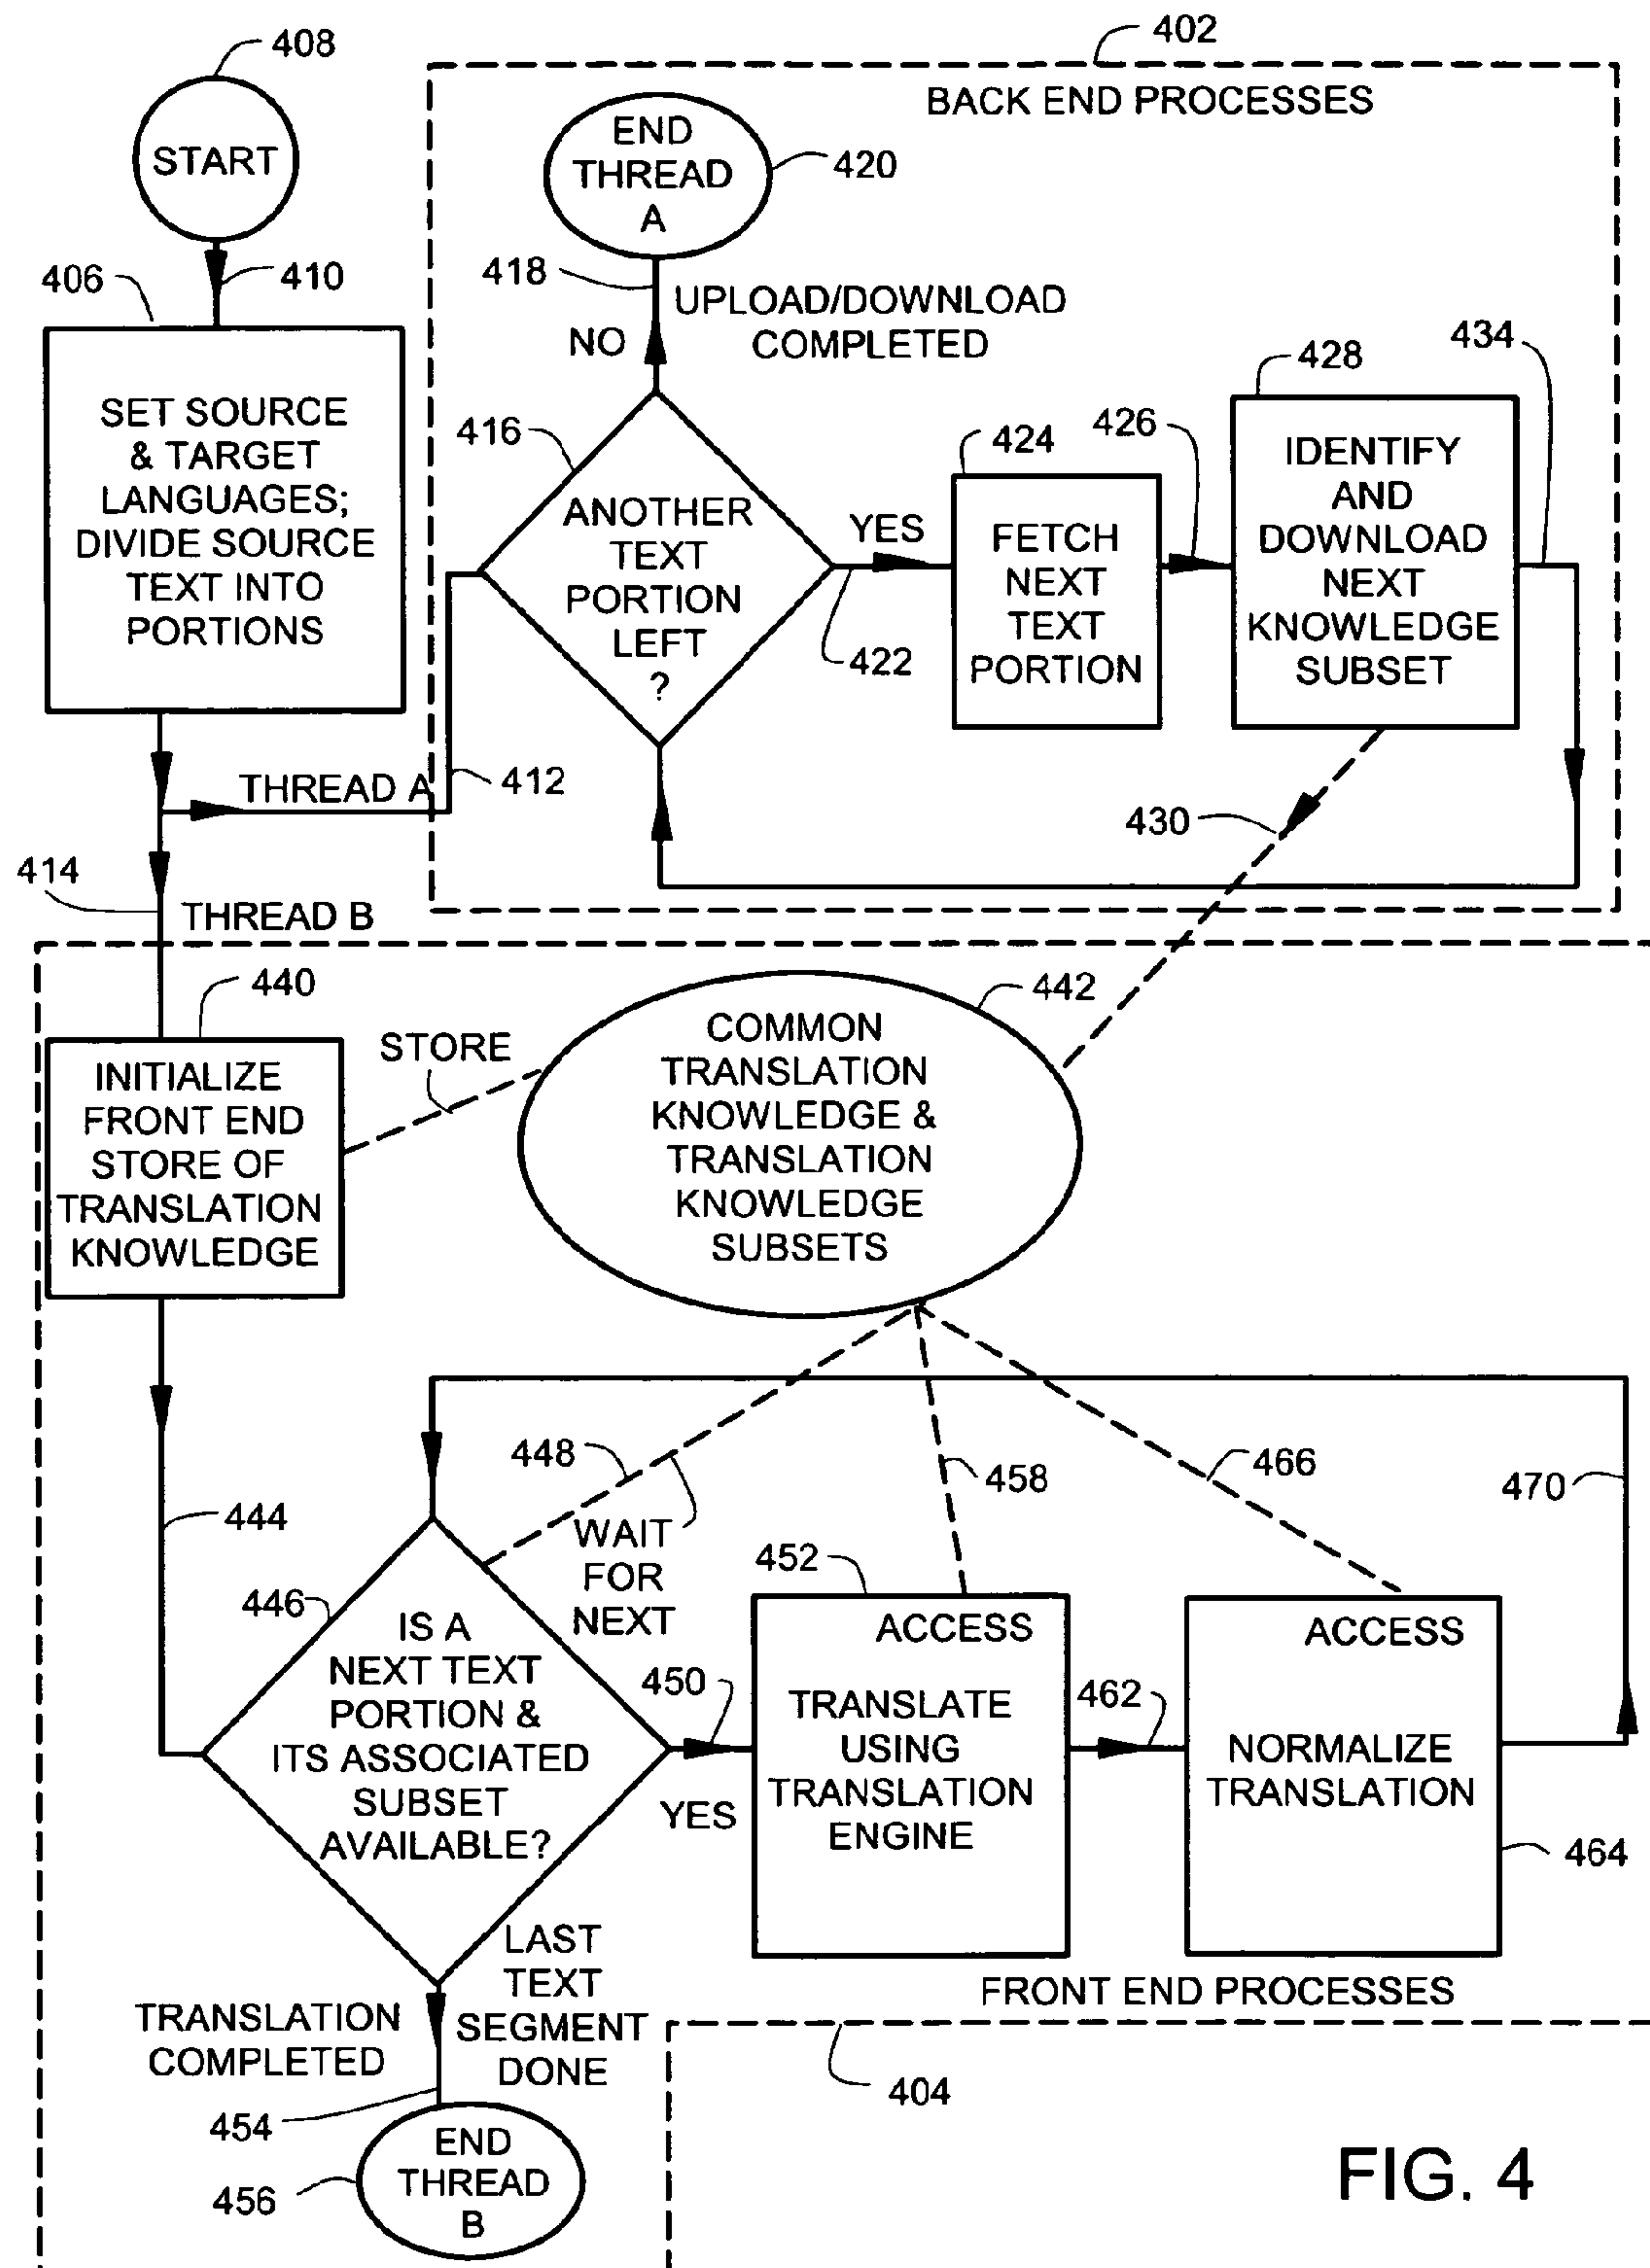 408
START
410
406
SET SOURCE
& TARGET
LANGUAGES;
DIVIDE SOURCE
TEXT INTO
PORTIONS
THREAD A
412
414
THREAD B
402
BACK END PROCESSES
END
THREAD
A
420
418
NO
UPLOAD/DOWNLOAD
COMPLETED
416
ANOTHER
TEXT
PORTION
LEFT
?
YES
422
424
FETCH
NEXT
TEXT
PORTION
426
428
IDENTIFY
AND
DOWNLOAD
NEXT
KNOWLEDGE
SUBSET
434
430
440
INITIALIZE
FRONT END
STORE OF
TRANSLATION
KNOWLEDGE
STORE
442
COMMON
TRANSLATION
KNOWLEDGE &
TRANSLATION
KNOWLEDGE
SUBSETS
444
446
IS A
NEXT TEXT
PORTION &
ITS ASSOCIATED
SUBSET
AVAILABLE?
448
WAIT
FOR
NEXT
450
YES
452
ACCESS
TRANSLATE
USING
TRANSLATION
ENGINE
458
462
466
ACCESS
NORMALIZE
TRANSLATION
464
470
FRONT END PROCESSES
404
TRANSLATION
COMPLETED
LAST
TEXT
SEGMENT
DONE
454
END
THREAD
B
456
FIG. 4